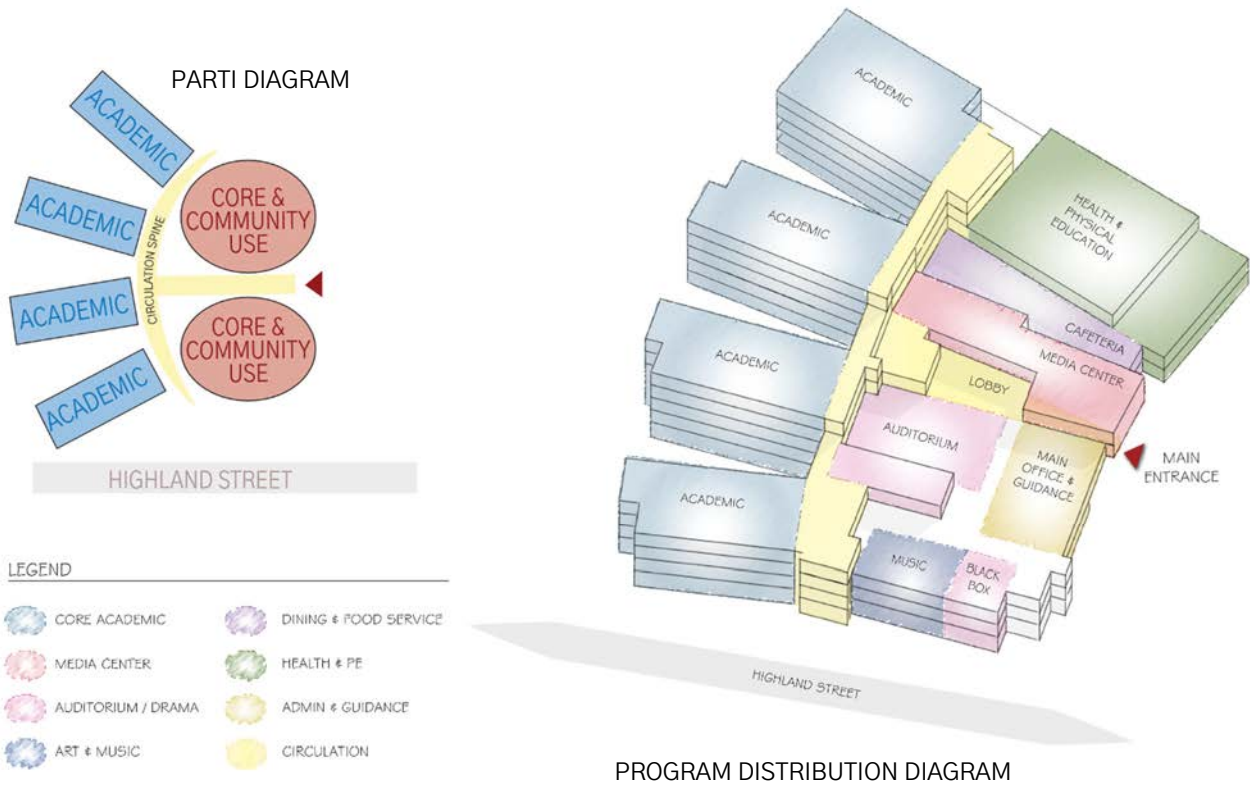 PARTI DIAGRAM
ACADEMIC
ACADEMIC
ACADEMIC
ACADEMIC
CIRCULATION SPINE
CORE &
COMMUNITY
USE
CORE &
COMMUNITY
USE
HIGHLAND STREET
LEGEND
CORE ACADEMIC
MEDIA CENTER
AUDITORIUM / DRAMA
ART & MUSIC
DINING & FOOD SERVICE
HEALTH & PE
ADMIN & GUIDANCE
CIRCULATION
ACADEMIC
ACADEMIC
ACADEMIC
ACADEMIC
HEALTH &
PHYSICAL
EDUCATION
CAFETERIA
MEDIA CENTER
LOBBY
AUDITORIUM
MAIN
OFFICE &
GUIDANCE
MAIN
ENTRANCE
MUSIC
BLACK
BOX
HIGHLAND STREET
PROGRAM DISTRIBUTION DIAGRAM